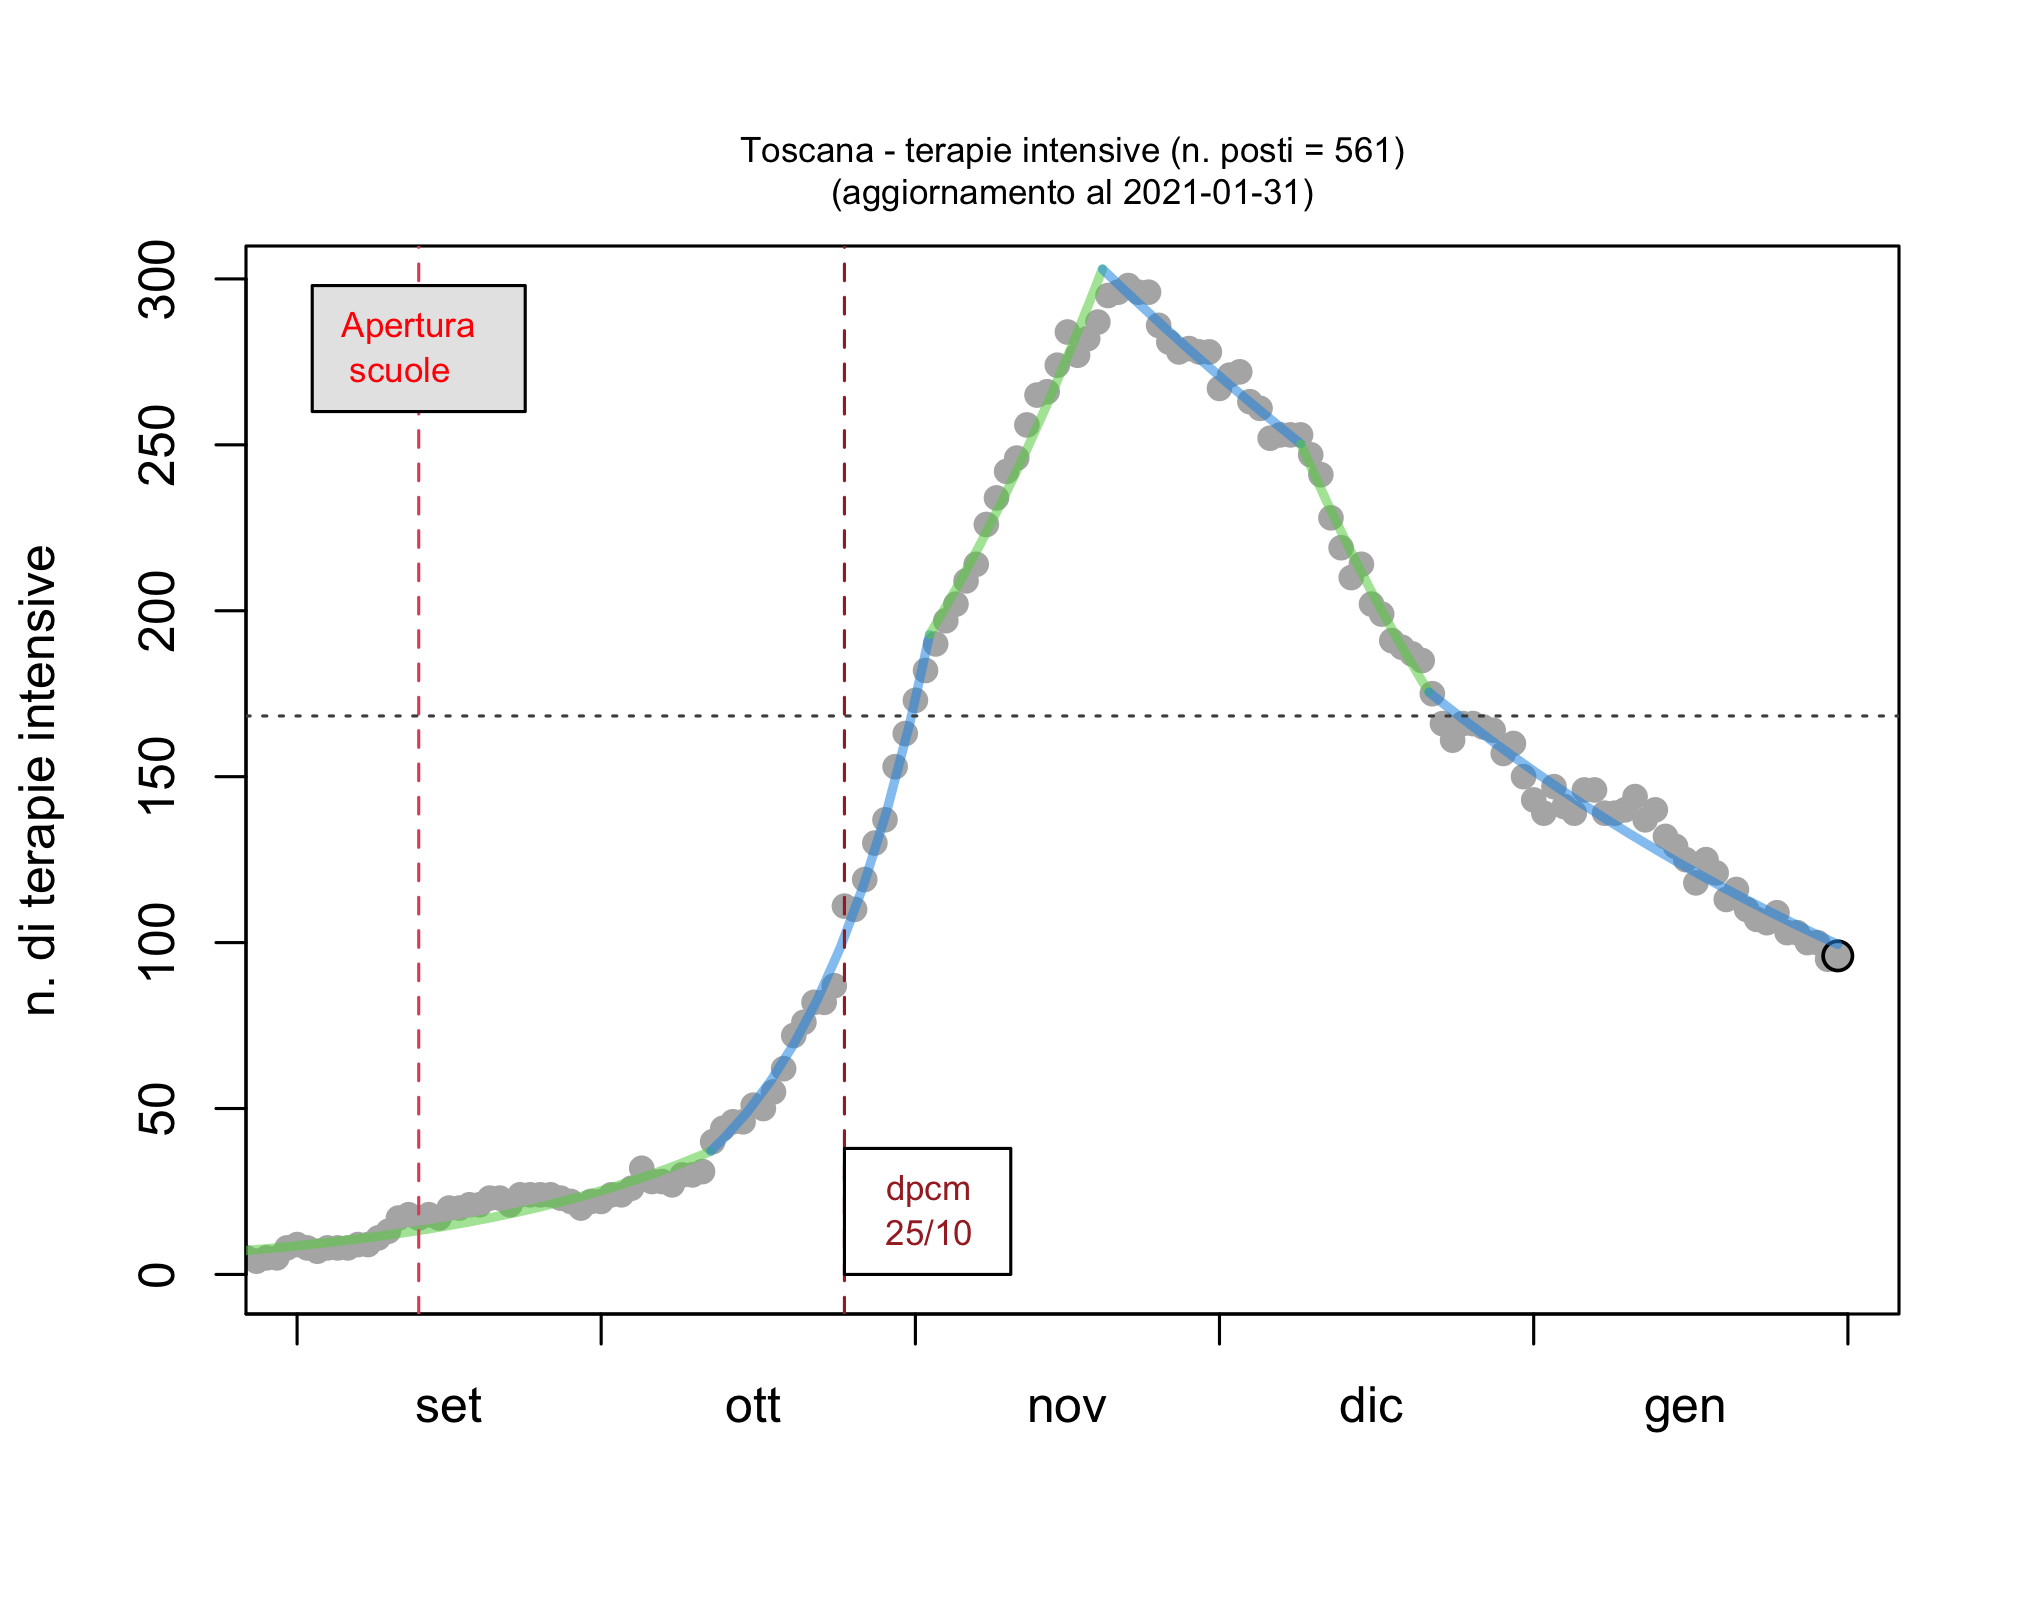 Toscana - terapie intensive (n. posti = 561)
(aggiornamento al 2021-01-31)
n. di terapie intensive
300
250
200
150
100
50
0
Apertura
scuole
dpcm
25/10
set
ott
nov
dic
gen